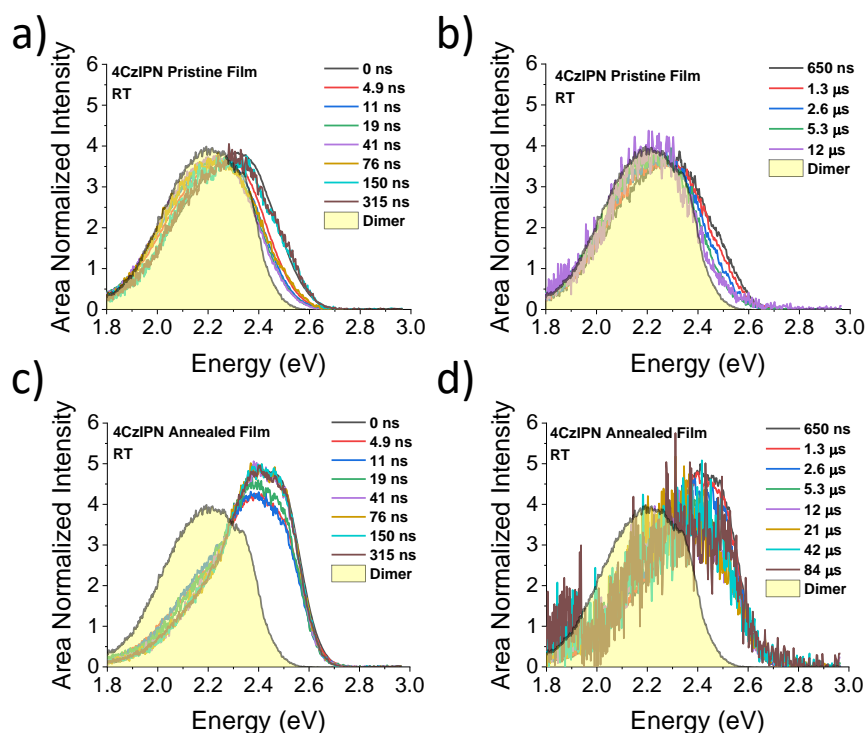 a)
Area Normalized Intensity
6
5
4
3
2
1
0
4CzIPN Pristine Film
RT
0 ns
4.9 ns
11 ns
19 ns
41 ns
76 ns
150 ns
315 ns
Dimer
1.8 2.0 2.2 2.4 2.6 2.8 3.0
Energy (eV)
b)
Area Normalized Intensity
6
5
4
3
2
1
0
4CzIPN Pristine Film
RT
650 ns
1.3 µs
2.6 µs
5.3 µs
12 µs
Dimer
1.8 2.0 2.2 2.4 2.6 2.8 3.0
Energy (eV)
c)
Area Normalized Intensity
6
5
4
3
2
1
0
4CzIPN Annealed Film
RT
0 ns
4.9 ns
11 ns
19 ns
41 ns
76 ns
150 ns
315 ns
Dimer
1.8 2.0 2.2 2.4 2.6 2.8 3.0
Energy (eV)
d)
Area Normalized Intensity
6
5
4
3
2
1
0
4CzIPN Annealed Film
RT
650 ns
1.3 µs
2.6 µs
5.3 µs
12 µs
21 µs
42 µs
84 µs
Dimer
1.8 2.0 2.2 2.4 2.6 2.8 3.0
Energy (eV)